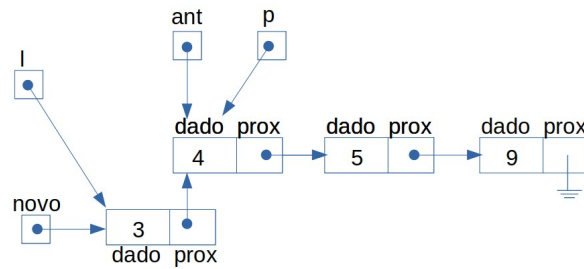 ant p
l
dado prox dado prox dado prox
4 5 9
novo
3
dado prox